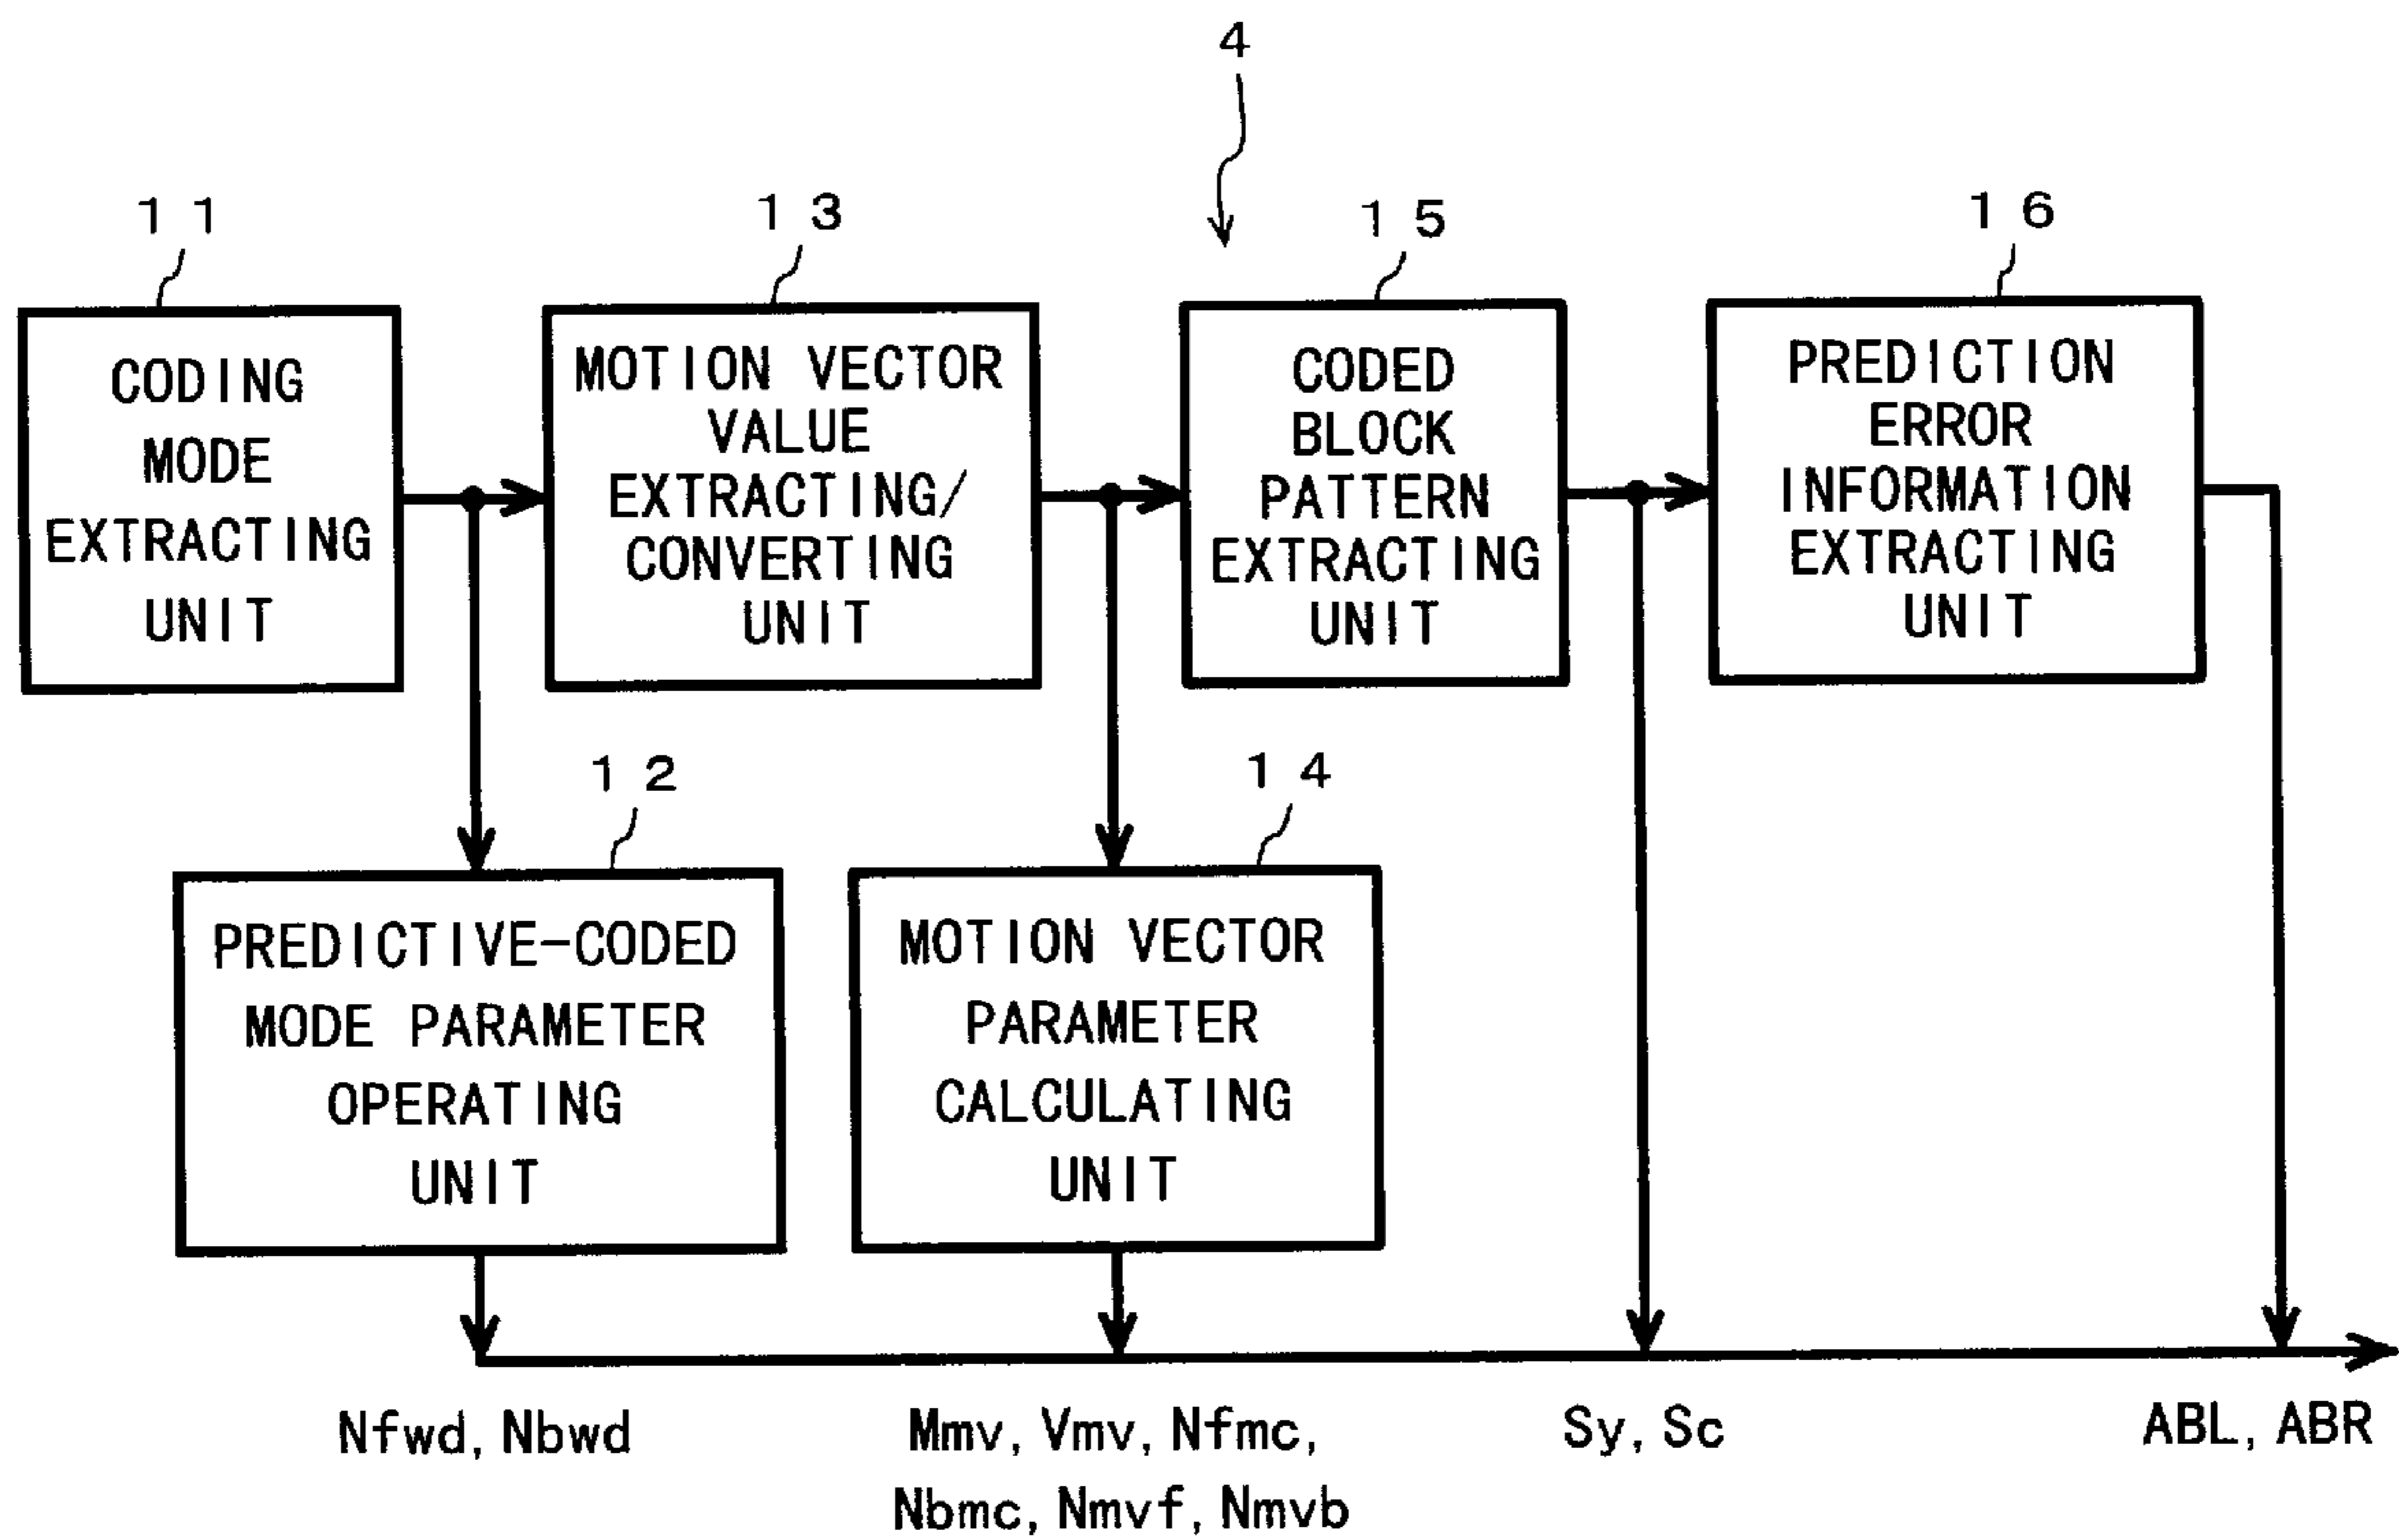 4
11
13
15
16
CODING
MODE
EXTRACTING
UNIT
MOTION VECTOR
VALUE
EXTRACTING/
CONVERTING
UNIT
CODED
BLOCK
PATTERN
EXTRACTING
UNIT
PREDICTION
ERROR
INFORMATION
EXTRACTING
UNIT
12
14
PREDICTIVE-CODED
MODE PARAMETER
OPERATING
UNIT
MOTION VECTOR
PARAMETER
CALCULATING
UNIT
Nfwd, Nbwd
Mmv, Vmv, Nfmc,
Nbmc, Nmvf, Nmvb
Sy, Sc
ABL, ABR